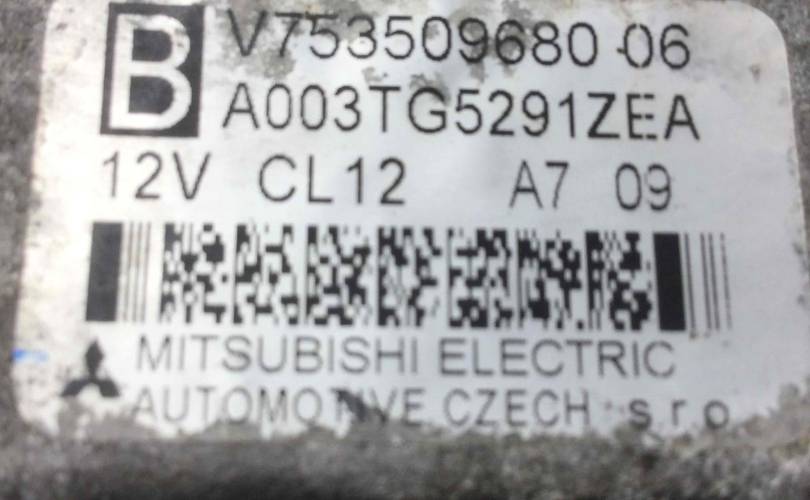 B V753509680-06
A003TG5291ZEA
12V CL12 A7 09
MITSUBISHI ELECTRIC
AUTOMOTIVE CZECH s r o